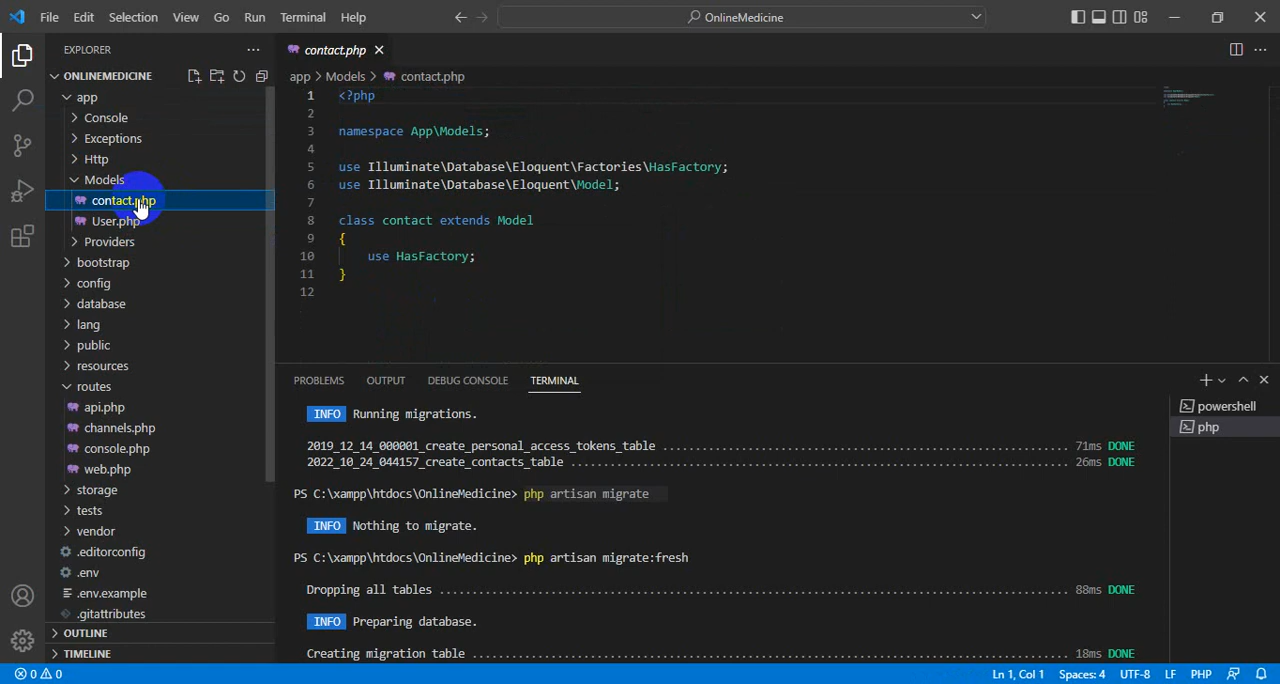 File Edit Selection View Go Run Terminal Help OnlineMedicine
EXPLORER
ONLINEMEDICINE
app
Console
Exceptions
Http
Models
contact.php
User.php
Providers
bootstrap
config
database
lang
public
resources
routes
api.php
channels.php
console.php
web.php
storage
tests
vendor
.editorconfig
.env
.env.example
.gitattributes
OUTLINE
TIMELINE
contact.php
app > Models > contact.php
1 <?php
2
3 namespace App\Models;
4
5 use Illuminate\Database\Eloquent\Factories\HasFactory;
6 use Illuminate\Database\Eloquent\Model;
7
8 class contact extends Model
9 {
10 use HasFactory;
11 }
12
PROBLEMS OUTPUT DEBUG CONSOLE TERMINAL
INFO Running migrations.
2019_12_14_000001_create_personal_access_tokens_table ........ 71ms DONE
2022_10_24_044157_create_contacts_table ........ 26ms DONE
PS C:\xampp\htdocs\OnlineMedicine> php artisan migrate
INFO Nothing to migrate.
PS C:\xampp\htdocs\OnlineMedicine> php artisan migrate:fresh
Dropping all tables ........ 88ms DONE
INFO Preparing database.
Creating migration table ........ 18ms DONE
powershell
php
0 0 Ln 1, Col 1 Spaces: 4 UTF-8 LF PHP